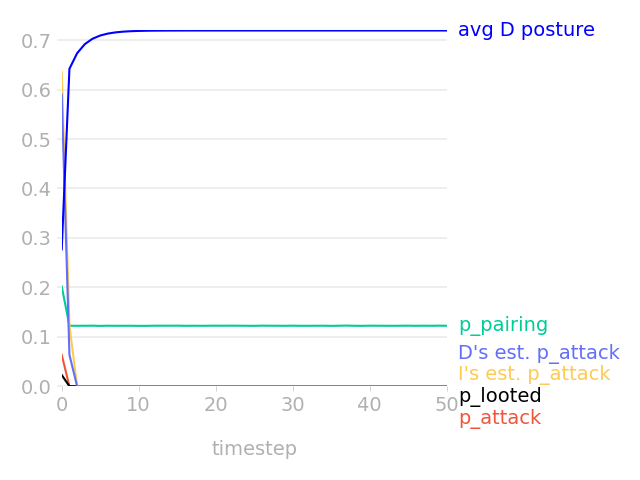 0.7
0.6
0.5
0.4
0.3
0.2
0.1
0.0
0
10
20
30
40
50
timestep
avg D posture
p_pairing
D's est. p_attack
I's est. p_attack
p_looted
p_attack